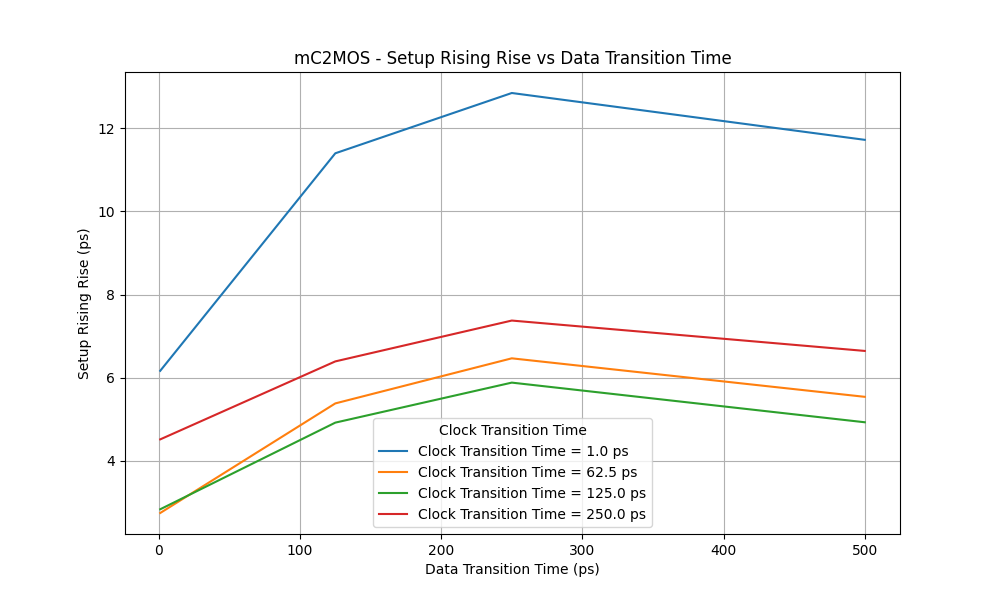 mC2MOS - Setup Rising Rise vs Data Transition Time
Setup Rising Rise (ps)
12
10
8
6
4
Clock Transition Time
Clock Transition Time = 1.0 ps
Clock Transition Time = 62.5 ps
Clock Transition Time = 125.0 ps
Clock Transition Time = 250.0 ps
0 100 200 300 400 500
Data Transition Time (ps)